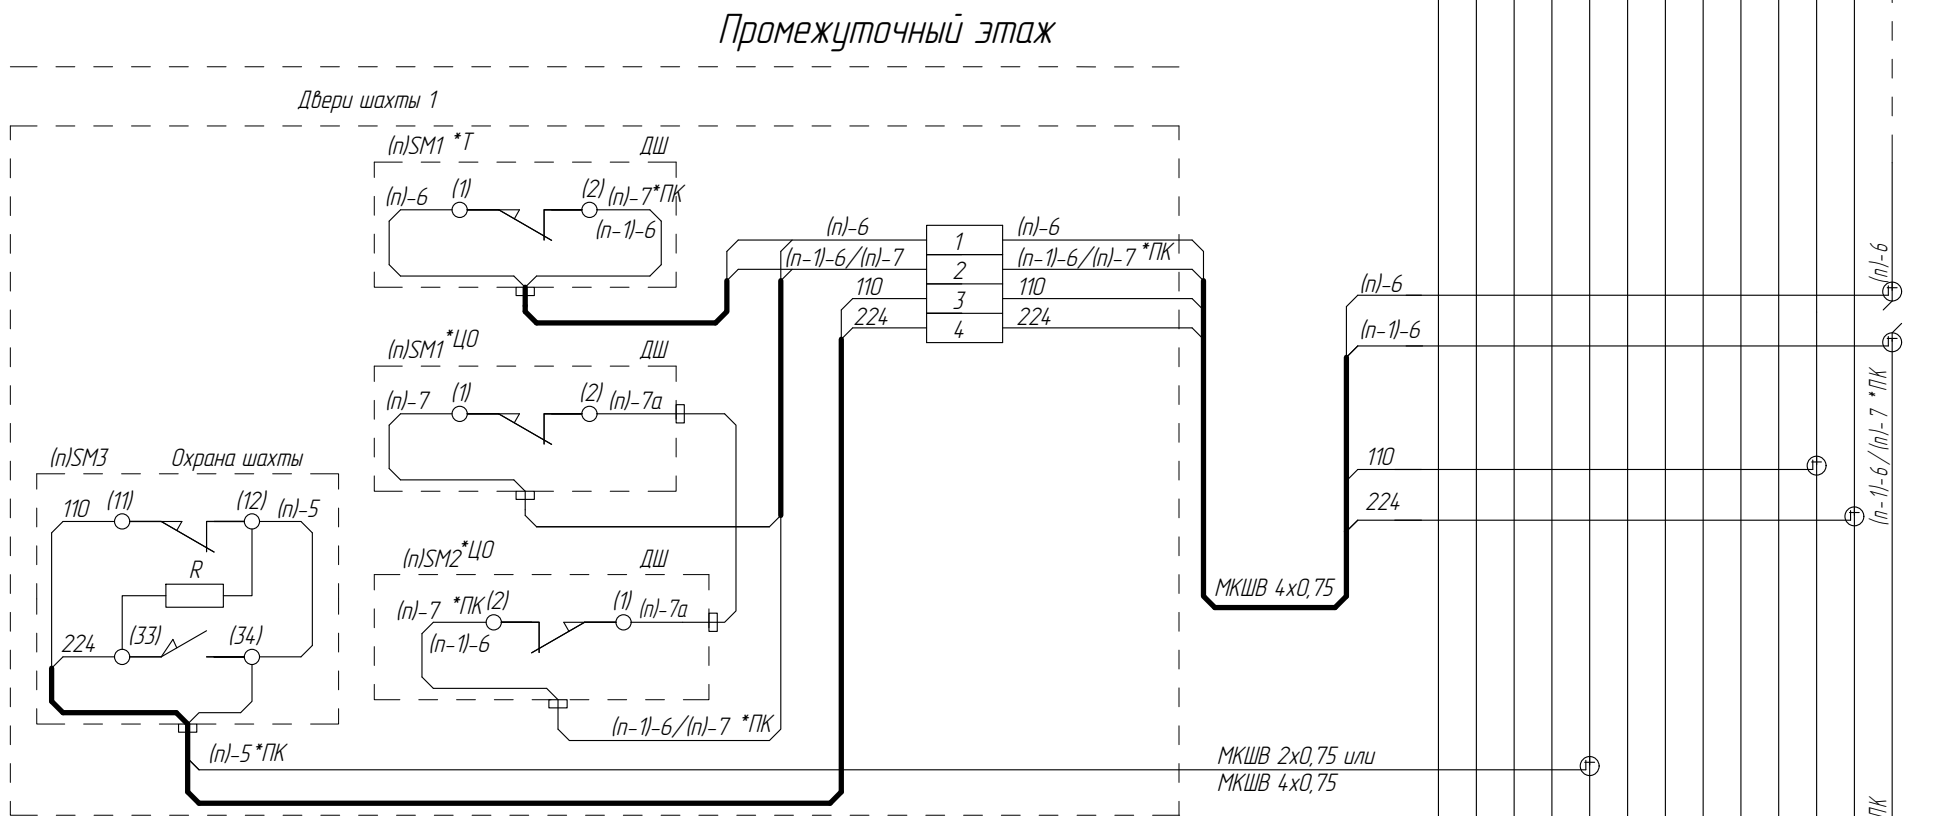 Промежуточный этаж
Двери шахты 1
(п)SM1 *Т ДШ
(п)-6 (1) (2) (п)-7*ПК
(п-1)-6
(п)-6 1 (п)-6
(п-1)-6/(п)-7 2 (п-1)-6/(п)-7 *ПК
110 3 110
224 4 224
(п)-6
(п)-6
(п-1)-6
(п)SM1*ЦО ДШ
(п)-7 (1) (2) (п)-7а
(п-1)-6/(п)-7 *ПК
(п)SM3 Охрана шахты
110 (11) (12) (п)-5
R
224 (33) (34)
110
224
(п)SM2*ЦО ДШ
(п)-7 *ПК (2) (1) (п)-7а
(п-1)-6
МКШВ 4х0,75
(п-1)-6/(п)-7 *ПК
(п)-5*ПК
МКШВ 2х0,75 или
МКШВ 4х0,75
ПК